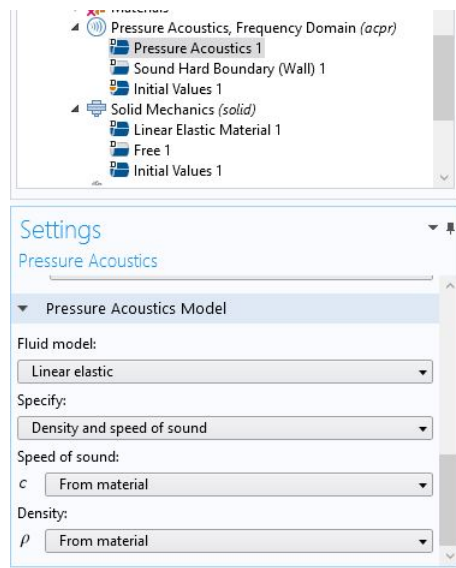 Materials
Pressure Acoustics, Frequency Domain (acpr)
Pressure Acoustics 1
Sound Hard Boundary (Wall) 1
Initial Values 1
Solid Mechanics (solid)
Linear Elastic Material 1
Free 1
Initial Values 1
Settings
Pressure Acoustics
Pressure Acoustics Model
Fluid model:
Linear elastic
Specify:
Density and speed of sound
Speed of sound:
c From material
Density:
ρ From material